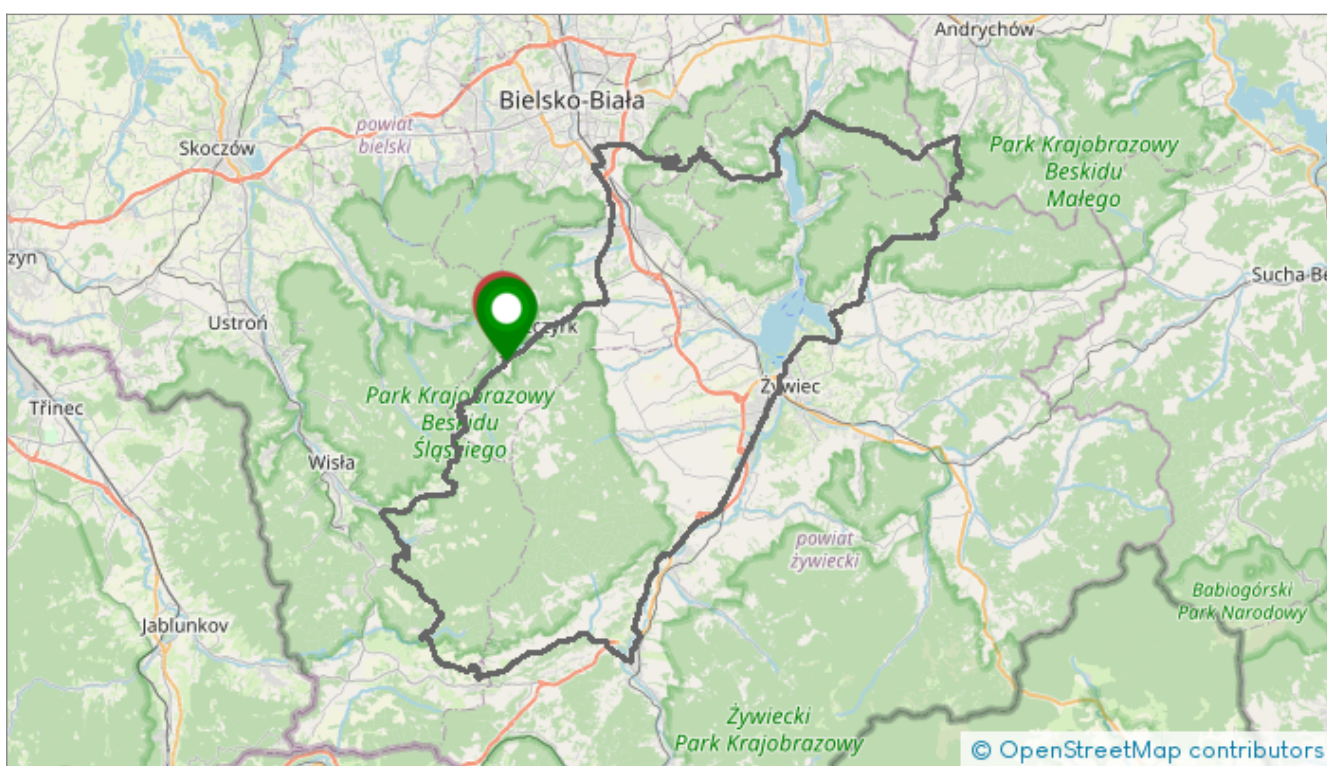 Andrychów
Bielsko-Biała
powiat
bielski
Skoczów
Park Krajobrazowy
Beskidu
Małego
zyn
Sucha Be
Ustroń
czyrk
Żywiec
Třinec
Park Krajobrazowy
Beskidu
Śląskiego
Wisła
powiat
żywiecki
Babiogórski
Park Narodowy
Jablunkov
Żywiecki
Park Krajobrazowy
© OpenStreetMap contributors